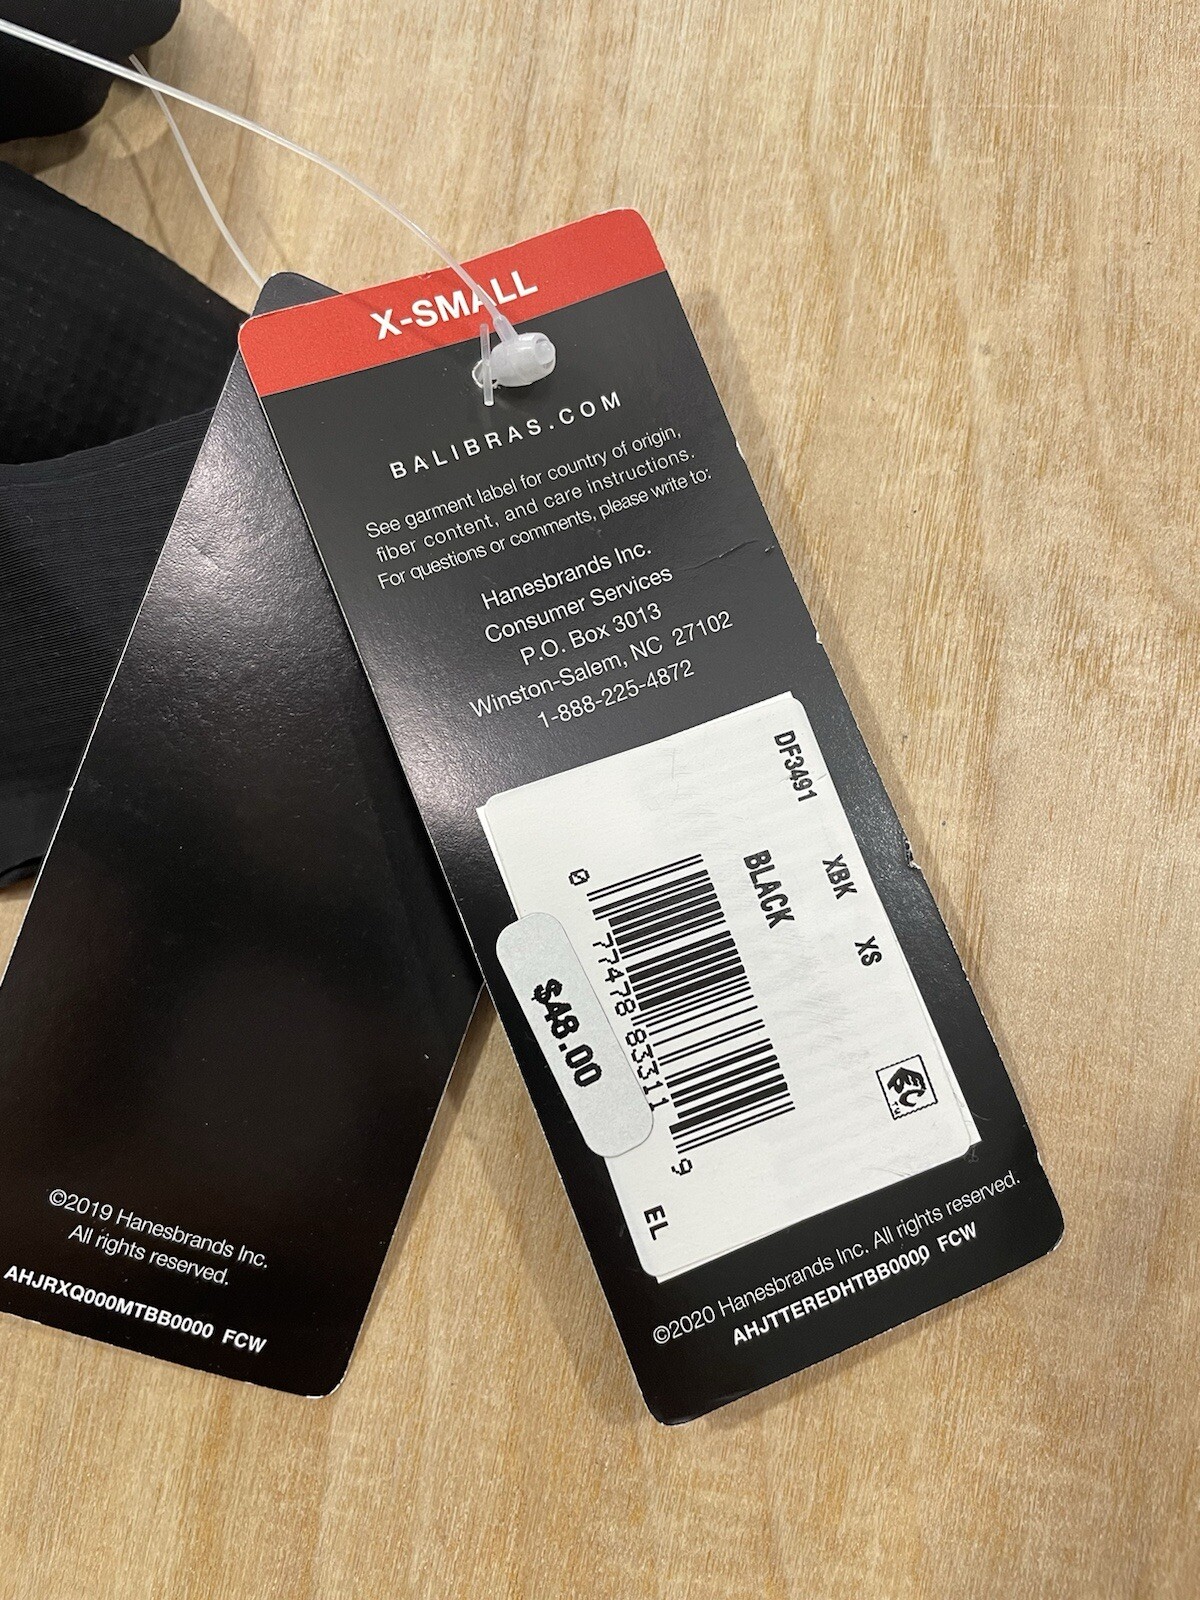 X-SMALL
BALIBRAS.COM
See garment label for country of origin,
fiber content, and care instructions.
For questions or comments, please write to:
Hanesbrands Inc.
Consumer Services
P.O. Box 3013
Winston-Salem, NC 27102
1-888-225-4872
DF3491 XBK XS
BLACK
0 77478 83311 9
$48.00
EL
©2020 Hanesbrands Inc. All rights reserved.
AHJTTEREDHTBB0000 FCW
©2019 Hanesbrands Inc.
All rights reserved.
AHJRXQ000MTBB0000 FCW